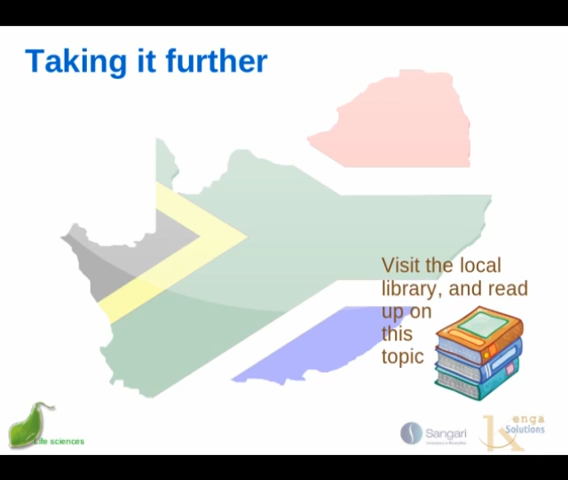 Taking it further
Visit the local
library, and read
up on
this
topic
Life sciences
Sangari
enga
Solutions